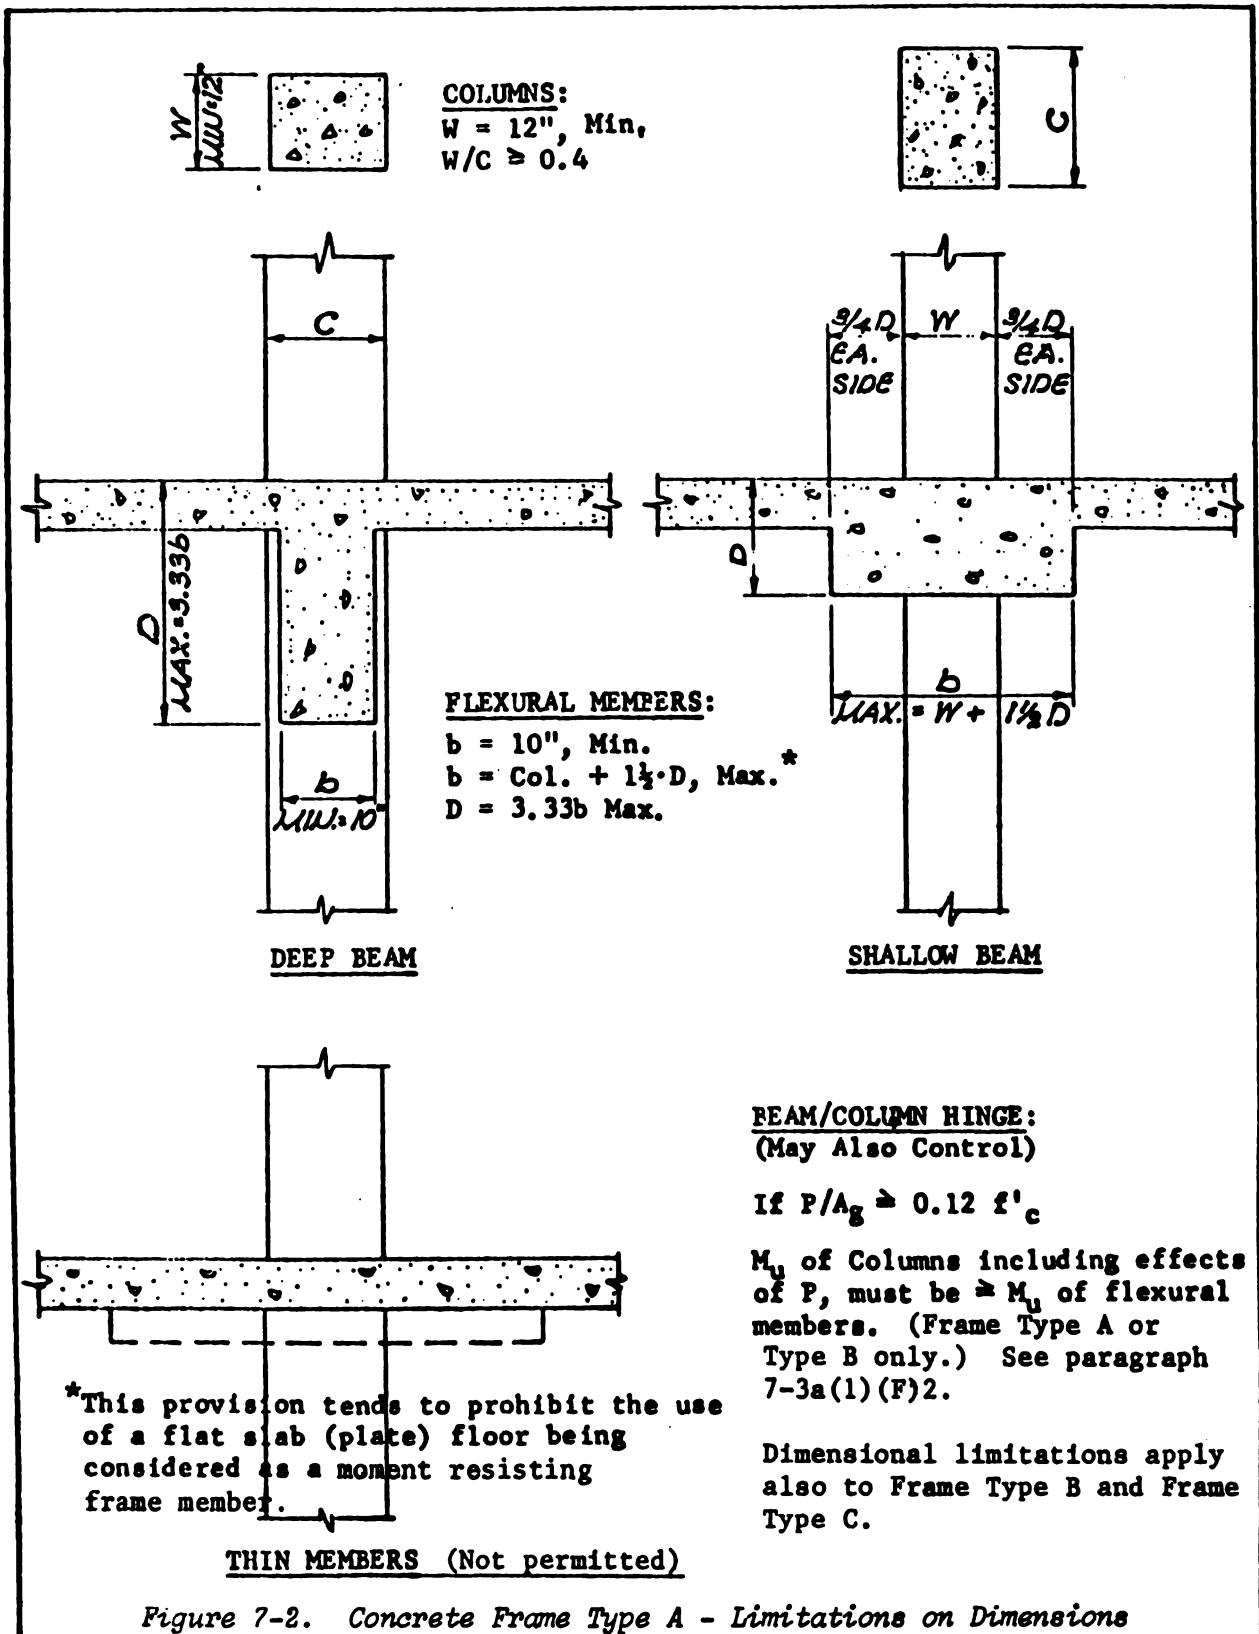 W
MIN=12"
COLUMNS:
W = 12", Min.
W/C ≥ 0.4
C
C
3/4 D
EA.
SIDE
W
3/4 D
EA.
SIDE
D
MAX.=3.33b
D
b
MIN.=10"
b
MAX. = W + 1½ D
FLEXURAL MEMBERS:
b = 10", Min.
b = Col. + 1½·D, Max.*
D = 3.33b Max.
DEEP BEAM
SHALLOW BEAM
BEAM/COLUMN HINGE:
(May Also Control)
If P/Ag ≥ 0.12 f'c
Mu of Columns including effects
of P, must be ≥ Mu of flexural
members. (Frame Type A or
Type B only.) See paragraph
7-3a(1)(F)2.
Dimensional limitations apply
also to Frame Type B and Frame
Type C.
*This provision tends to prohibit the use
of a flat slab (plate) floor being
considered as a moment resisting
frame member.
THIN MEMBERS (Not permitted)
Figure 7-2. Concrete Frame Type A - Limitations on Dimensions